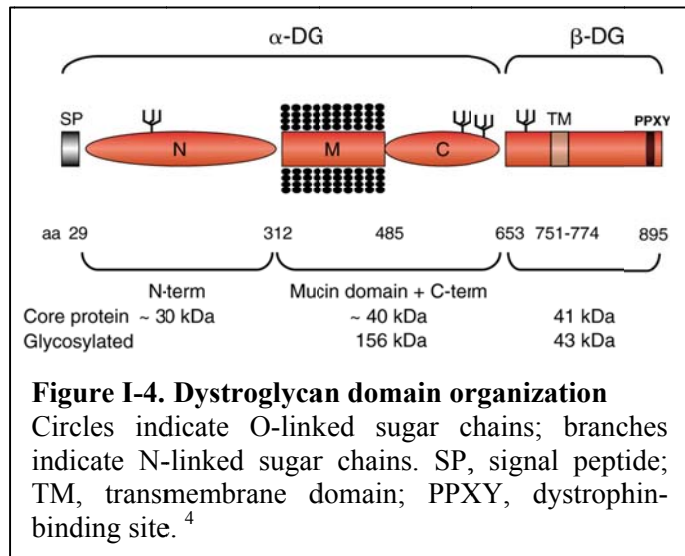 α-DG β-DG
SP TM PPXY
N M C
aa 29 312 485 653 751-774 895
N-term Mucin domain + C-term
Core protein ~ 30 kDa ~ 40 kDa 41 kDa
Glycosylated 156 kDa 43 kDa
Figure I-4. Dystroglycan domain organization
Circles indicate O-linked sugar chains; branches
indicate N-linked sugar chains. SP, signal peptide;
TM, transmembrane domain; PPXY, dystrophin-
binding site. 4